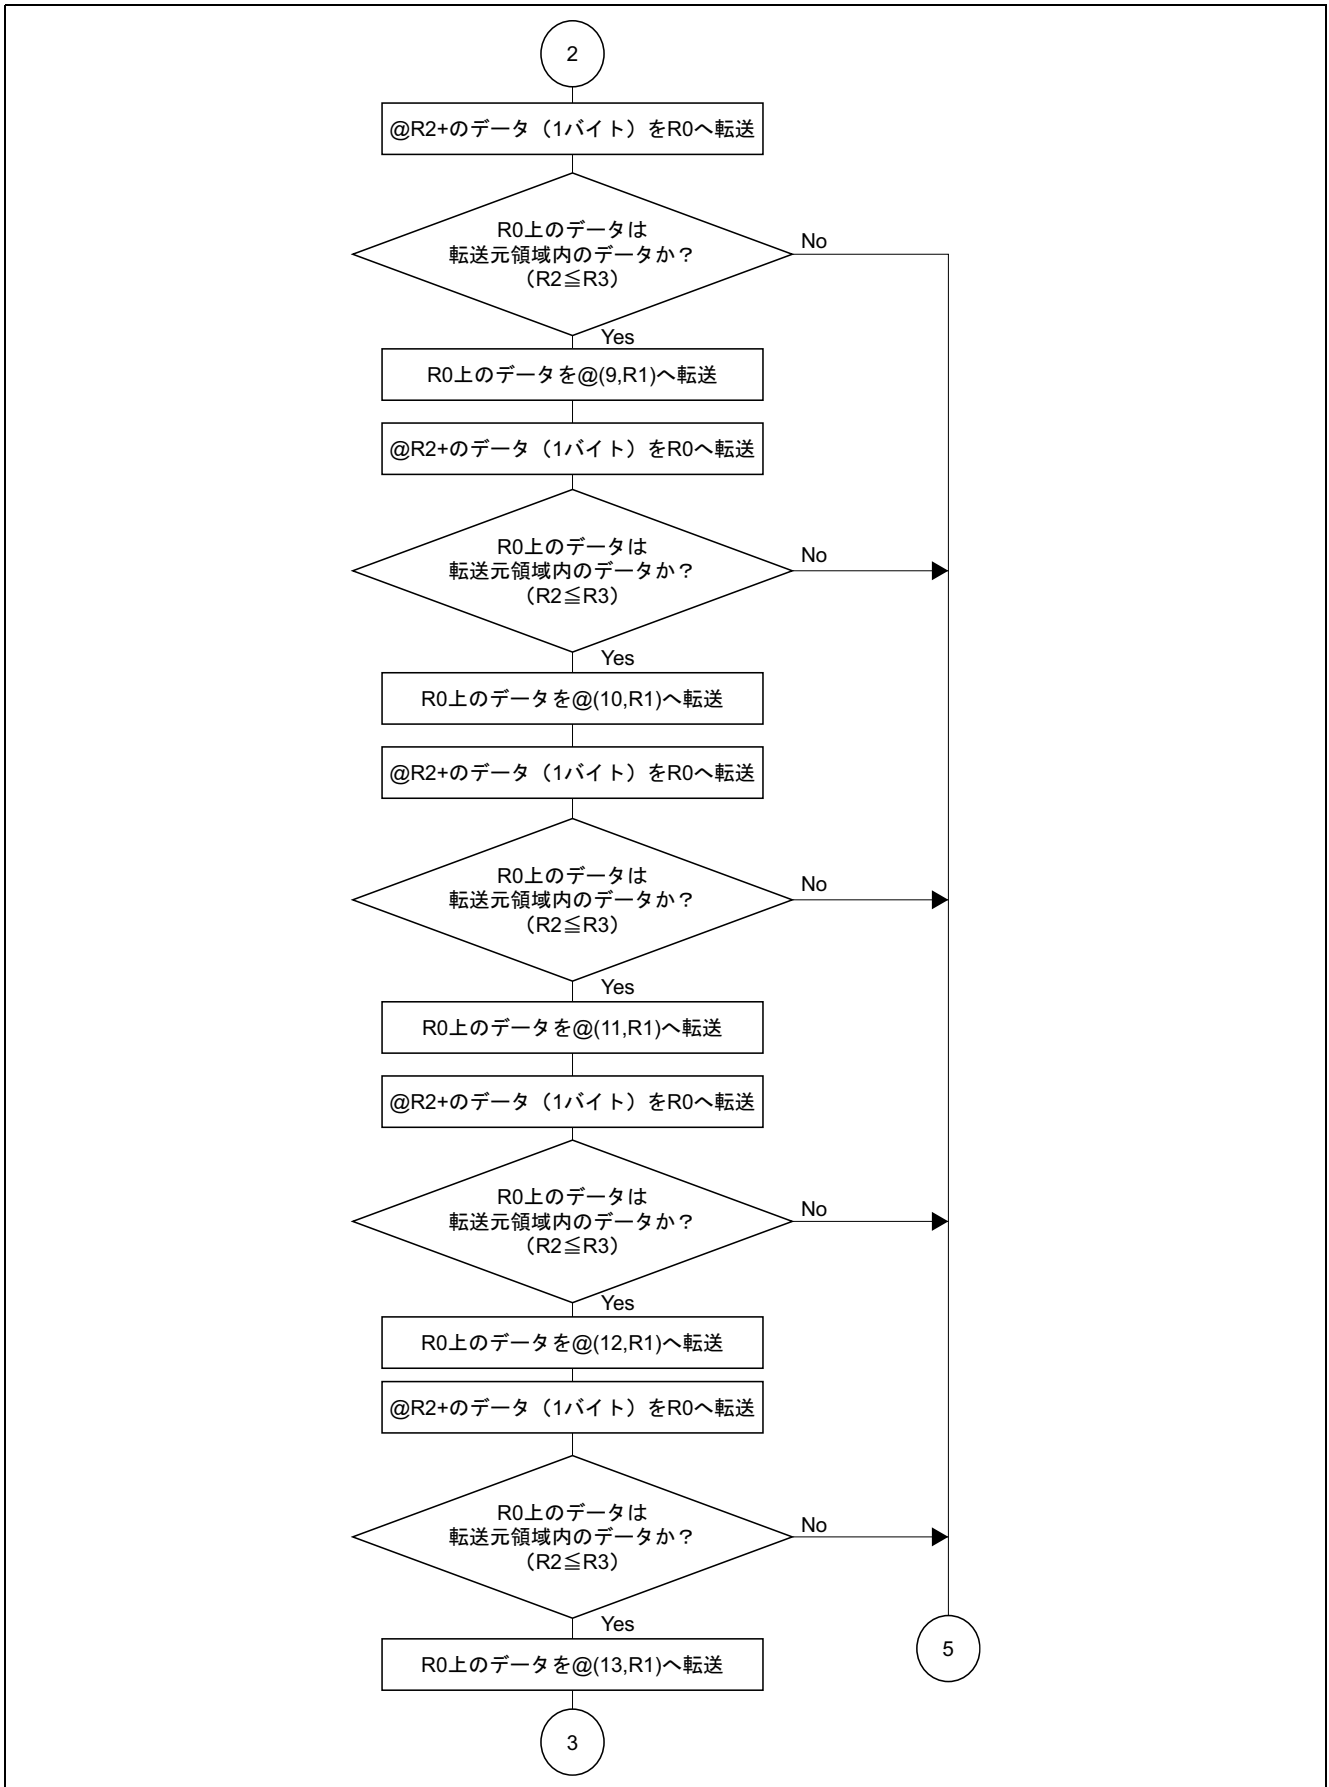 2
@R2+のデータ（1バイト）をR0へ転送
R0上のデータは
転送元領域内のデータか？
（R2≦R3）
No
Yes
R0上のデータを@(9,R1)へ転送
@R2+のデータ（1バイト）をR0へ転送
R0上のデータは
転送元領域内のデータか？
（R2≦R3）
No
Yes
R0上のデータを@(10,R1)へ転送
@R2+のデータ（1バイト）をR0へ転送
R0上のデータは
転送元領域内のデータか？
（R2≦R3）
No
Yes
R0上のデータを@(11,R1)へ転送
@R2+のデータ（1バイト）をR0へ転送
R0上のデータは
転送元領域内のデータか？
（R2≦R3）
No
Yes
R0上のデータを@(12,R1)へ転送
@R2+のデータ（1バイト）をR0へ転送
R0上のデータは
転送元領域内のデータか？
（R2≦R3）
No
Yes
R0上のデータを@(13,R1)へ転送
5
3